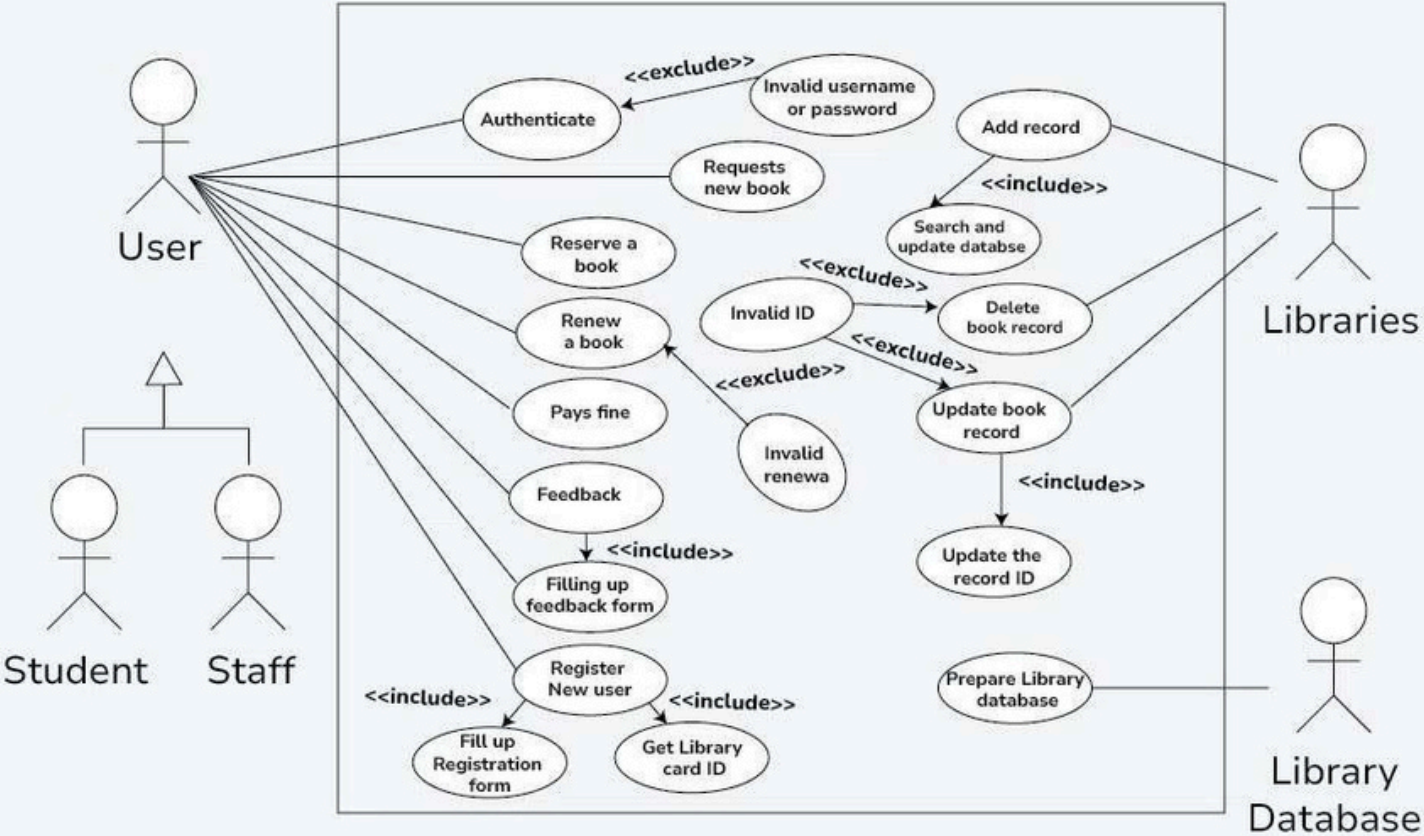 <<exclude>>
Invalid username
or password
Authenticate
Add record
Requests
new book
<<include>>
User
Search and
update databse
Reserve a
book
<<exclude>>
Invalid ID
Delete
book record
Libraries
Renew
a book
<<exclude>>
<<exclude>>
Pays fine
Update book
record
Invalid
renewa
Feedback
<<include>>
<<include>>
Filling up
feedback form
Update the
record ID
Student
Staff
Register
New user
<<include>>
<<include>>
Prepare Library
database
Fill up
Registration
form
Get Library
card ID
Library
Database